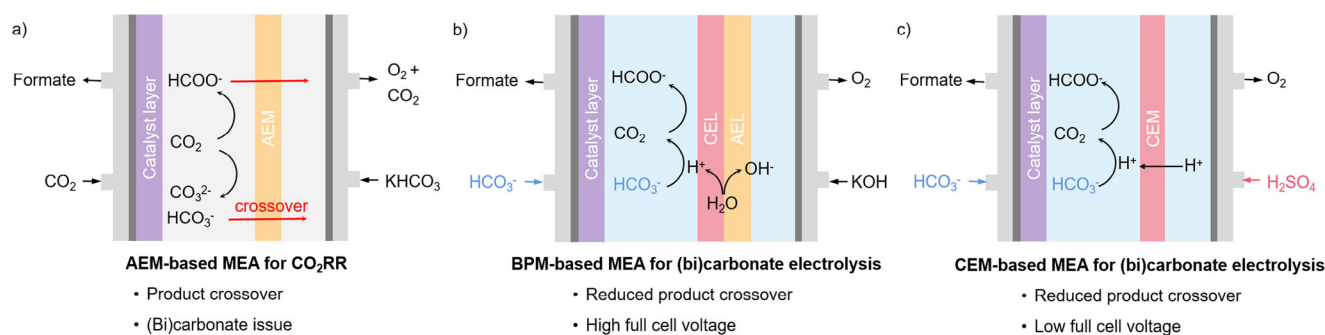 a)
Formate
HCOO⁻
O₂ +
CO₂
Catalyst layer
AEM
CO₂
CO₂
CO₃²⁻
HCO₃⁻
crossover
KHCO₃
AEM-based MEA for CO₂RR
• Product crossover
• (Bi)carbonate issue
b)
Formate
HCOO⁻
O₂
Catalyst layer
CEL
AEL
CO₂
H⁺
OH⁻
HCO₃⁻
HCO₃⁻
H₂O
KOH
BPM-based MEA for (bi)carbonate electrolysis
• Reduced product crossover
• High full cell voltage
c)
Formate
HCOO⁻
O₂
Catalyst layer
CEM
CO₂
H⁺
H⁺
HCO₃⁻
HCO₃⁻
H₂SO₄
CEM-based MEA for (bi)carbonate electrolysis
• Reduced product crossover
• Low full cell voltage